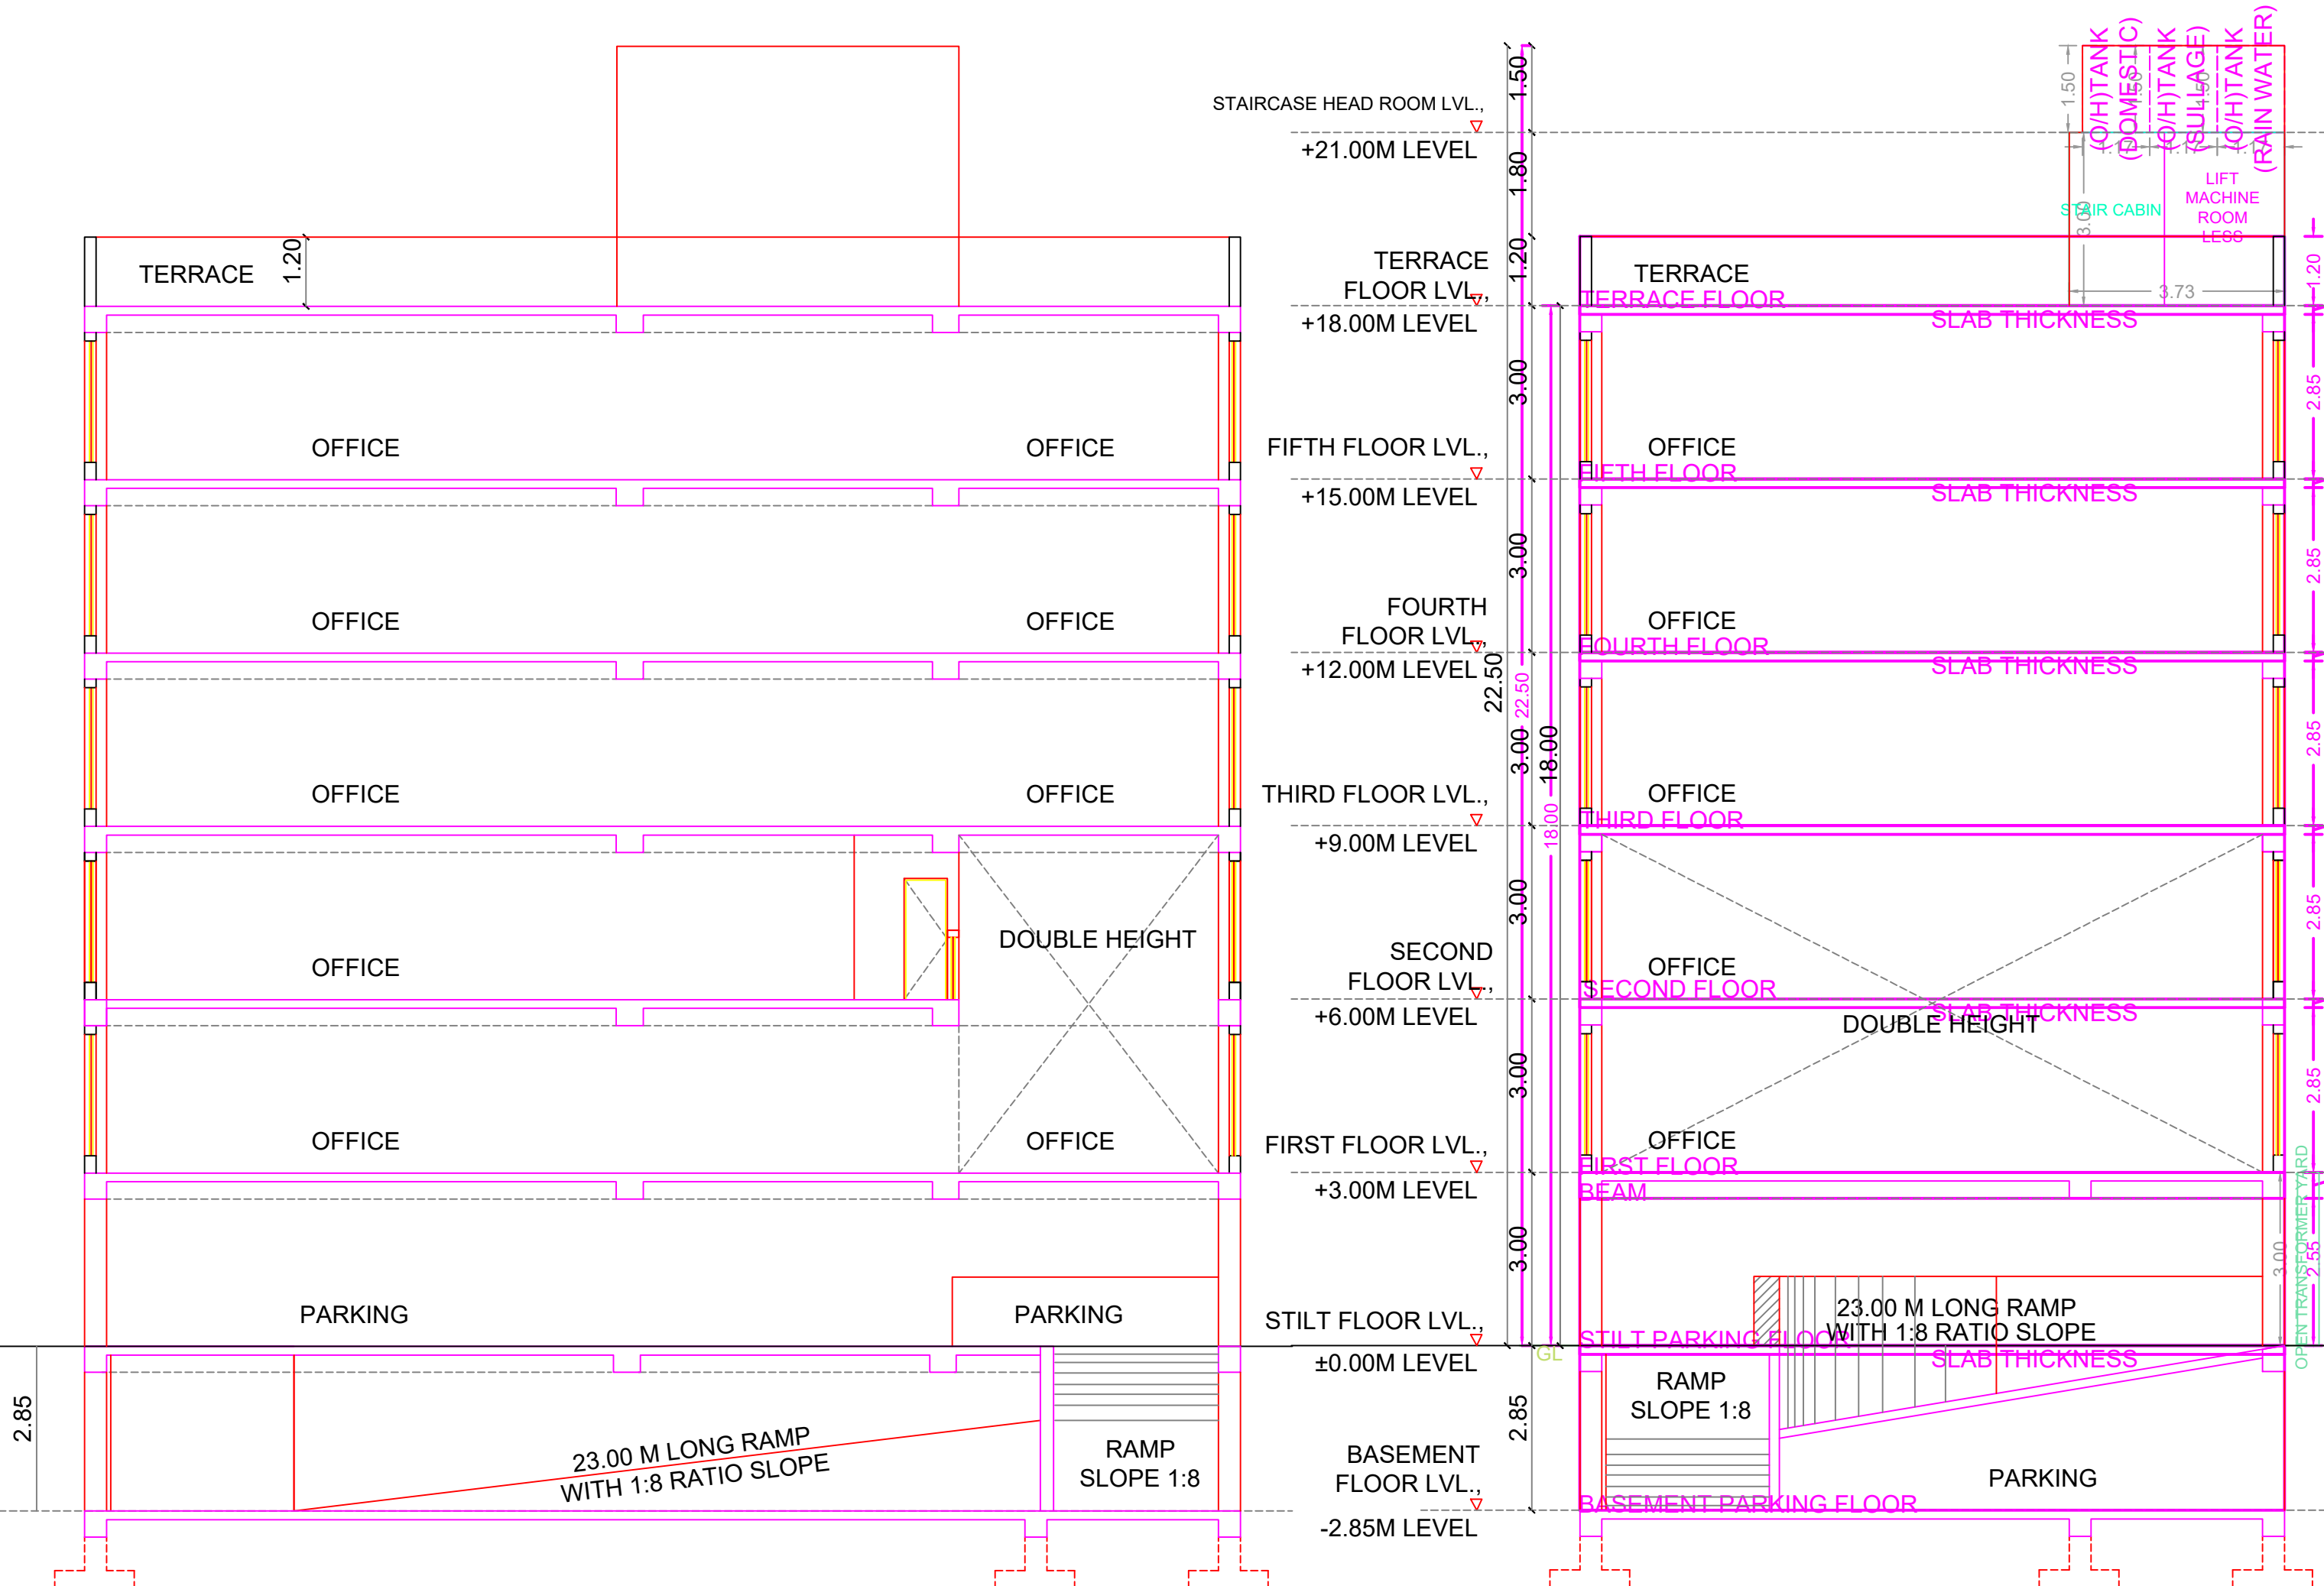 TERRACE
1.20
OFFICE
OFFICE
OFFICE
OFFICE
OFFICE
OFFICE
OFFICE
DOUBLE HEIGHT
OFFICE
OFFICE
PARKING
PARKING
2.85
23.00 M LONG RAMP
WITH 1:8 RATIO SLOPE
RAMP
SLOPE 1:8
STAIRCASE HEAD ROOM LVL.,
+21.00M LEVEL
TERRACE
FLOOR LVL.,
+18.00M LEVEL
FIFTH FLOOR LVL.,
+15.00M LEVEL
FOURTH
FLOOR LVL.,
+12.00M LEVEL
THIRD FLOOR LVL.,
+9.00M LEVEL
SECOND
FLOOR LVL.,
+6.00M LEVEL
FIRST FLOOR LVL.,
+3.00M LEVEL
STILT FLOOR LVL.,
±0.00M LEVEL
BASEMENT
FLOOR LVL.,
-2.85M LEVEL
1.50
1.80
1.20
3.00
3.00
3.00
3.00
3.00
3.00
2.85
22.50
22.50
18.00
18.00
GL
(O/H)TANK
(DOMESTIC)
(O/H)TANK
(SULLAGE)
(O/H)TANK
(RAIN WATER)
1.50
1.50
1.50
STAIR CABIN
3.00
LIFT
MACHINE
ROOM
LESS
3.73
TERRACE
TERRACE FLOOR
SLAB THICKNESS
OFFICE
FIFTH FLOOR
SLAB THICKNESS
OFFICE
FOURTH FLOOR
SLAB THICKNESS
OFFICE
THIRD FLOOR
OFFICE
SECOND FLOOR
SLAB THICKNESS
DOUBLE HEIGHT
OFFICE
FIRST FLOOR
BEAM
23.00 M LONG RAMP
WITH 1:8 RATIO SLOPE
STILT PARKING FLOOR
SLAB THICKNESS
RAMP
SLOPE 1:8
PARKING
BASEMENT PARKING FLOOR
1.20
2.85
2.85
2.85
2.85
2.85
2.55
3.00
OPEN TRANSFORMER YARD